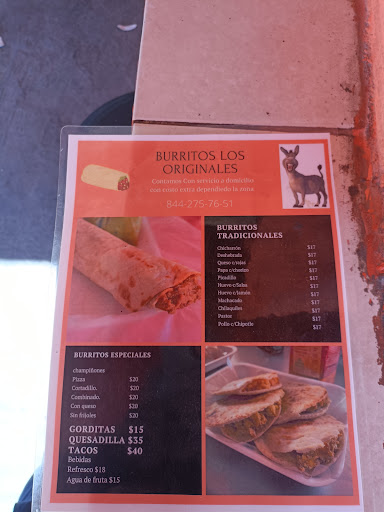 BURRITOS LOS
ORIGINALES
Contamos Con servicio a domicilio
con costo extra dependiendo la zona
844-275-76-51
BURRITOS
TRADICIONALES
Chicharrón $17
Deshebrada $17
Queso c/rajas $17
Papa c/chorizo $17
Picadillo $17
Huevo c/Salsa $17
Huevo c/Jamón $17
Machacado $17
Chilaquiles $17
Pastor $17
Pollo c/Chipotle $17
BURRITOS ESPECIALES
champiñones
Pizza $20
Cortadillo. $20
Combinado. $20
Con queso $20
Sin frijoles $20
GORDITAS $15
QUESADILLA $35
TACOS $40
Bebidas
Refresco $18
Agua de fruta $15